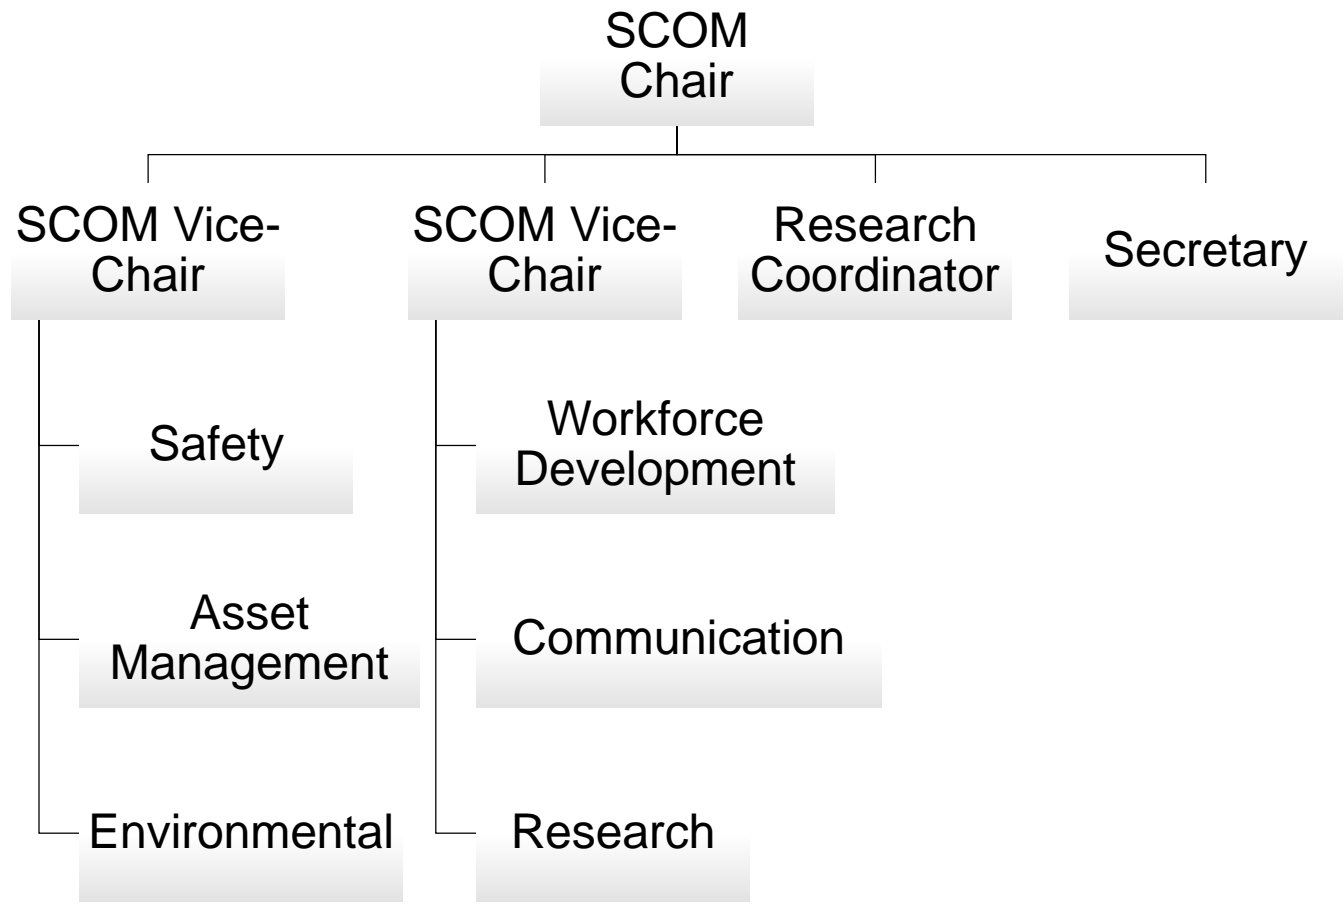 SCOM
Chair
SCOM Vice-
Chair
SCOM Vice-
Chair
Research
Coordinator
Secretary
Safety
Asset
Management
Environmental
Workforce
Development
Communication
Research